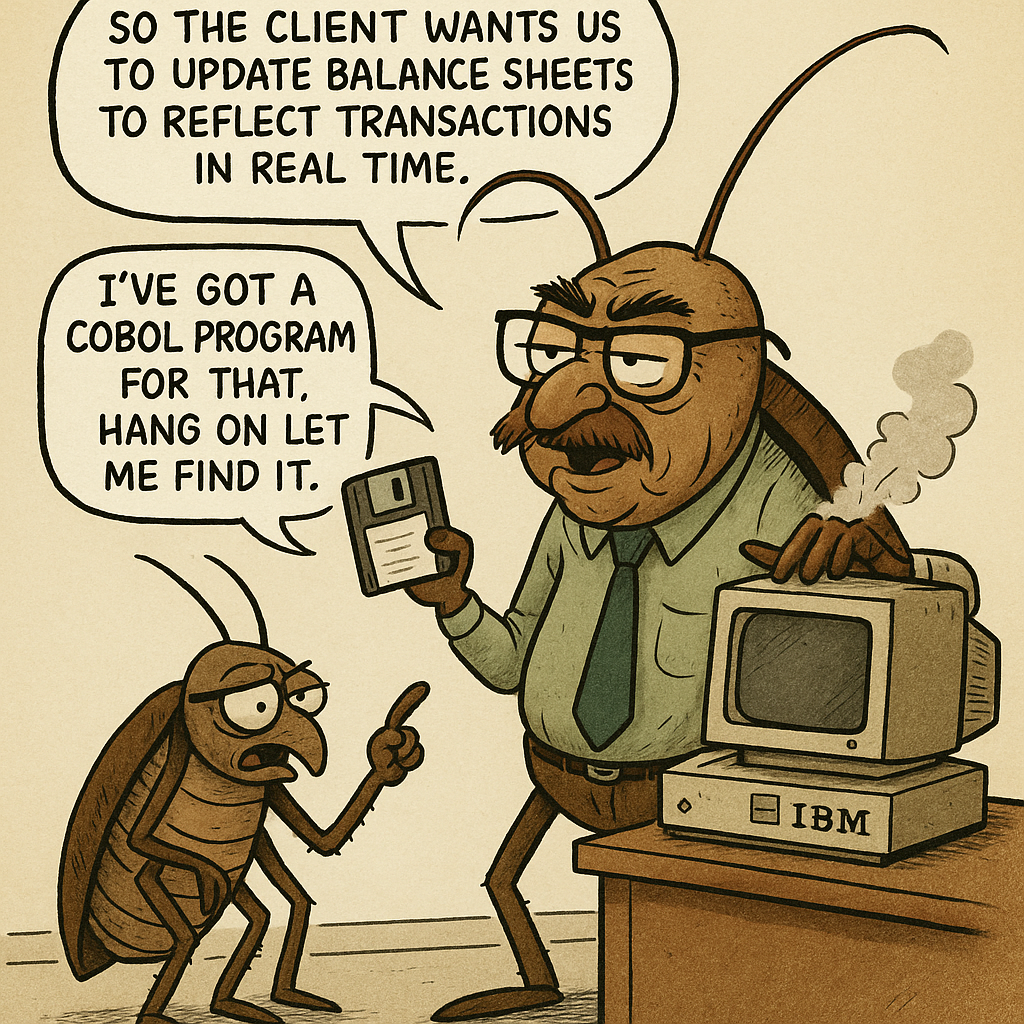 SO THE CLIENT WANTS US
TO UPDATE BALANCE SHEETS
TO REFLECT TRANSACTIONS
IN REAL TIME.
I'VE GOT A
COBOL PROGRAM
FOR THAT,
HANG ON LET
ME FIND IT.
IBM